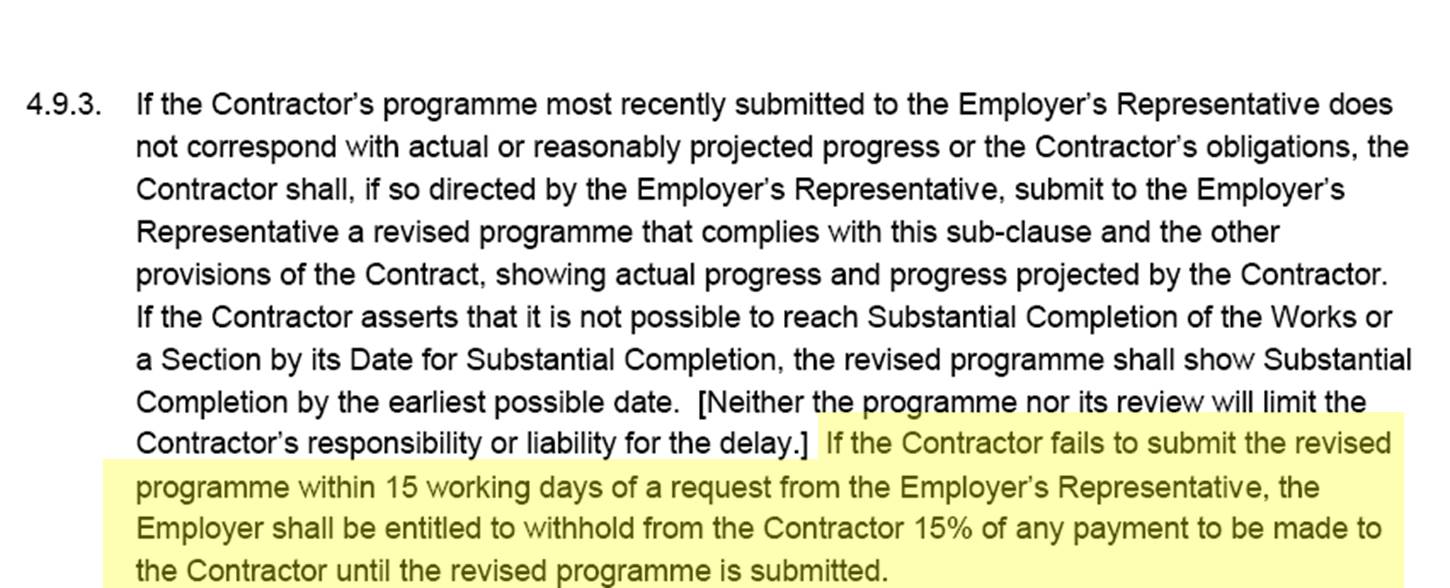 4.9.3. If the Contractor's programme most recently submitted to the Employer's Representative does
not correspond with actual or reasonably projected progress or the Contractor's obligations, the
Contractor shall, if so directed by the Employer's Representative, submit to the Employer's
Representative a revised programme that complies with this sub-clause and the other
provisions of the Contract, showing actual progress and progress projected by the Contractor.
If the Contractor asserts that it is not possible to reach Substantial Completion of the Works or
a Section by its Date for Substantial Completion, the revised programme shall show Substantial
Completion by the earliest possible date. [Neither the programme nor its review will limit the
Contractor's responsibility or liability for the delay.] If the Contractor fails to submit the revised
programme within 15 working days of a request from the Employer's Representative, the
Employer shall be entitled to withhold from the Contractor 15% of any payment to be made to
the Contractor until the revised programme is submitted.